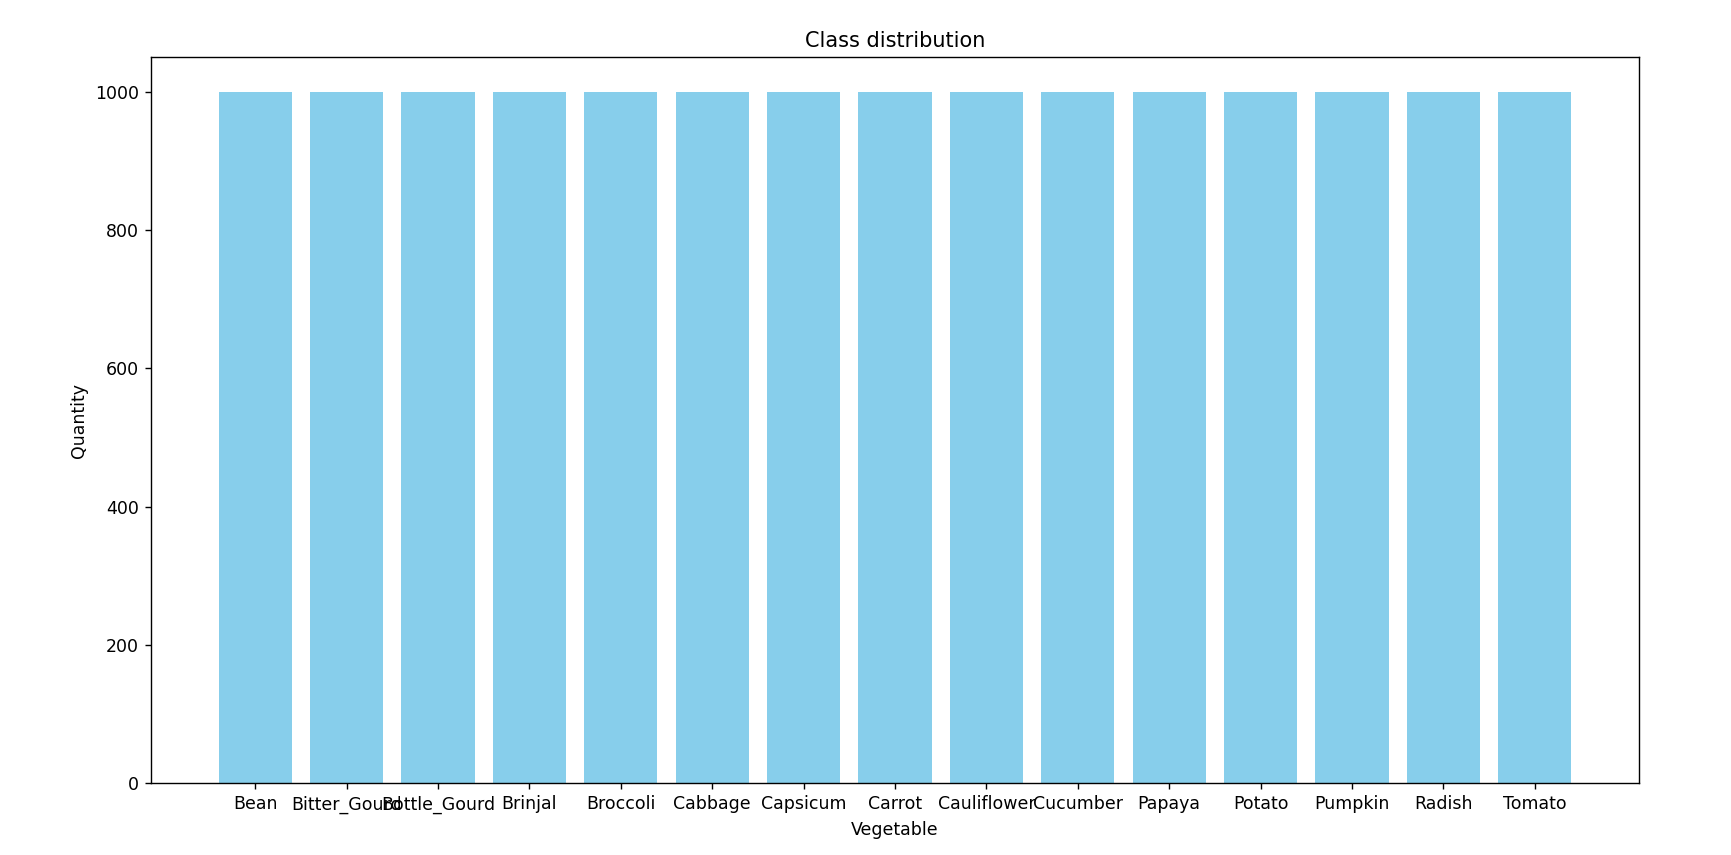 Class distribution
1000
800
600
400
200
0
Quantity
Bean Bitter_Gourd Bottle_Gourd Brinjal Broccoli Cabbage Capsicum Carrot Cauliflower Cucumber Papaya Potato Pumpkin Radish Tomato
Vegetable